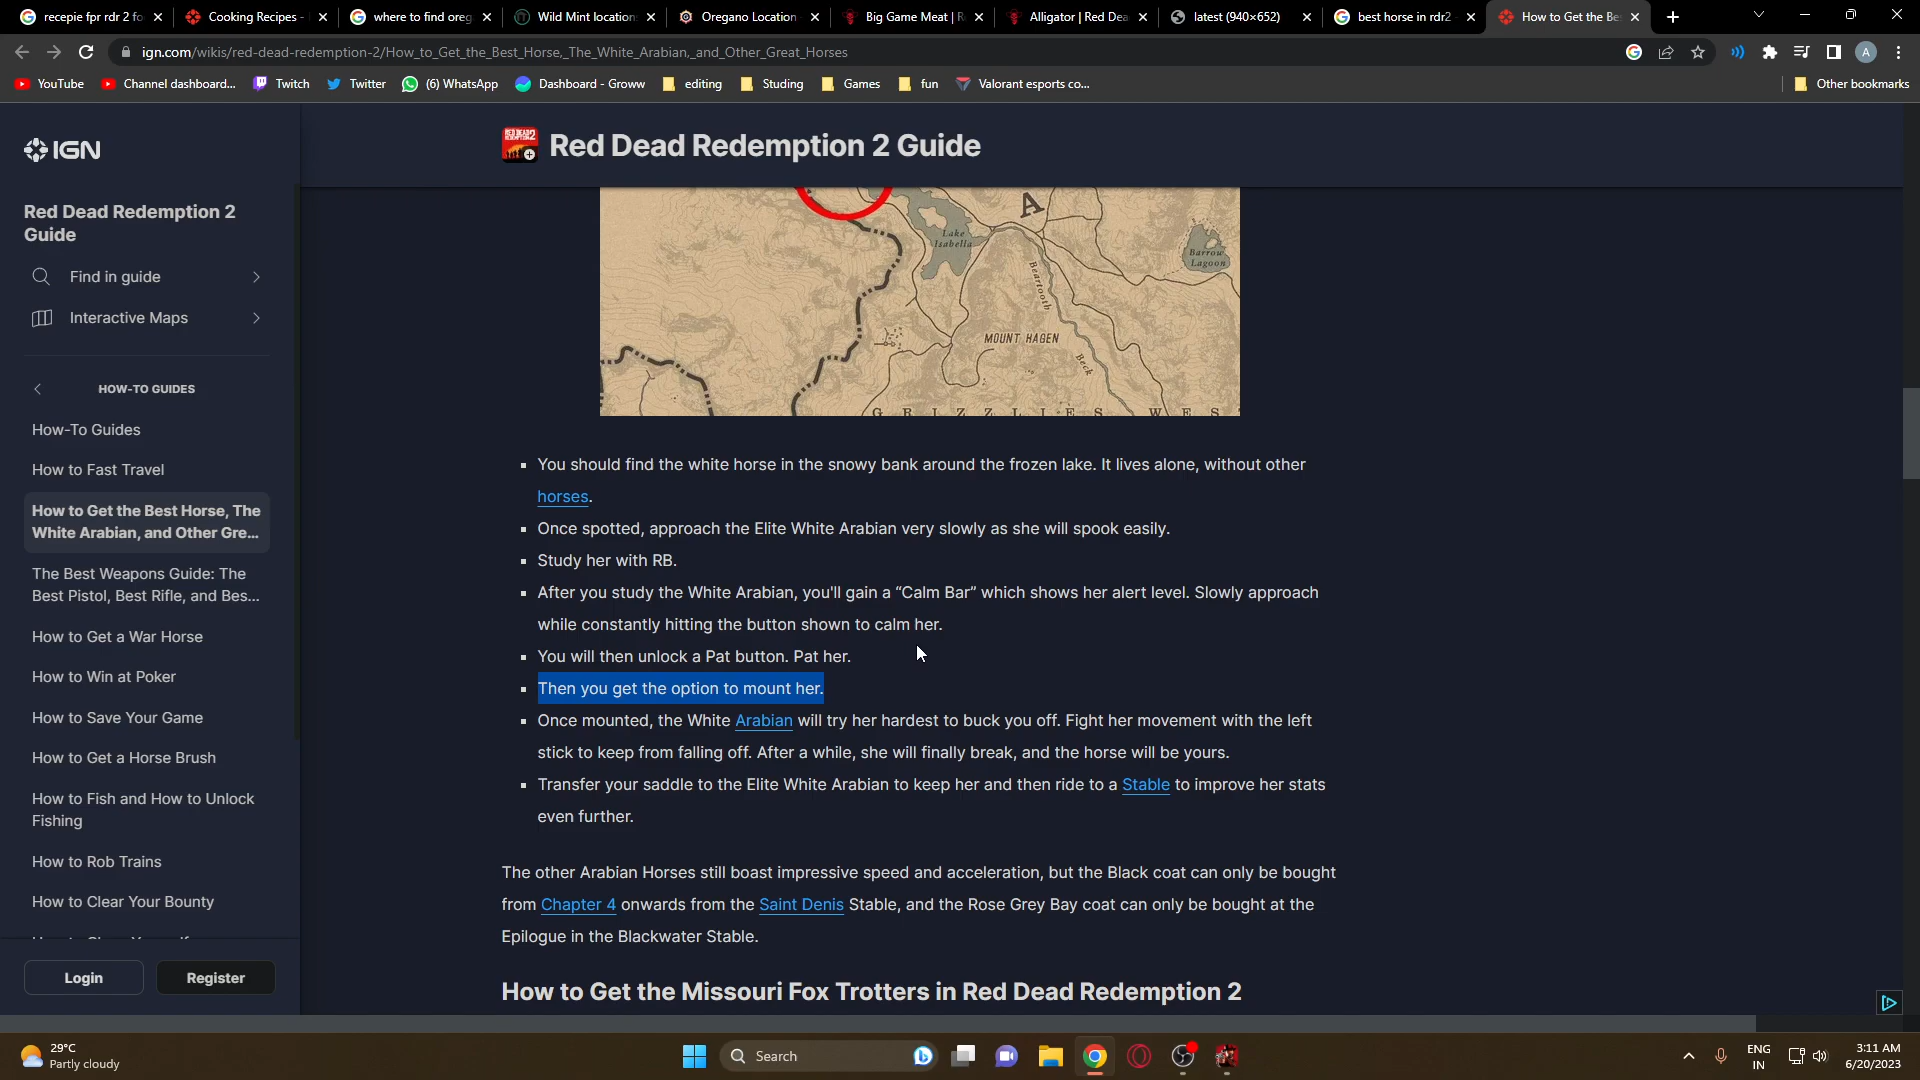 recepie fpr rdr 2 fo
Cooking Recipes -
where to find oreg
Wild Mint location
Oregano Location
Big Game Meat | R
Alligator | Red Dea
latest (940×652)
best horse in rdr2
How to Get the Be
ign.com/wikis/red-dead-redemption-2/How_to_Get_the_Best_Horse,_The_White_Arabian,_and_Other_Great_Horses
A
YouTube
Channel dashboard...
Twitch
Twitter
(6) WhatsApp
Dashboard - Groww
editing
Studing
Games
fun
Valorant esports co...
Other bookmarks
IGN
Red Dead Redemption 2
Guide
Find in guide
Interactive Maps
HOW-TO GUIDES
How-To Guides
How to Fast Travel
How to Get the Best Horse, The
White Arabian, and Other Gre...
The Best Weapons Guide: The
Best Pistol, Best Rifle, and Bes...
How to Get a War Horse
How to Win at Poker
How to Save Your Game
How to Get a Horse Brush
How to Fish and How to Unlock
Fishing
How to Rob Trains
How to Clear Your Bounty
Login
Register
Red Dead Redemption 2 Guide
A
Lake
Isabella
Barrow
Lagoon
Beartooth
MOUNT HAGEN
Beck
GRIZZLIES WES
You should find the white horse in the snowy bank around the frozen lake. It lives alone, without other
horses.
Once spotted, approach the Elite White Arabian very slowly as she will spook easily.
Study her with RB.
After you study the White Arabian, you'll gain a “Calm Bar” which shows her alert level. Slowly approach
while constantly hitting the button shown to calm her.
You will then unlock a Pat button. Pat her.
Then you get the option to mount her.
Once mounted, the White Arabian will try her hardest to buck you off. Fight her movement with the left
stick to keep from falling off. After a while, she will finally break, and the horse will be yours.
Transfer your saddle to the Elite White Arabian to keep her and then ride to a Stable to improve her stats
even further.
The other Arabian Horses still boast impressive speed and acceleration, but the Black coat can only be bought
from Chapter 4 onwards from the Saint Denis Stable, and the Rose Grey Bay coat can only be bought at the
Epilogue in the Blackwater Stable.
How to Get the Missouri Fox Trotters in Red Dead Redemption 2
29°C
Partly cloudy
Search
ENG
IN
3:11 AM
6/20/2023